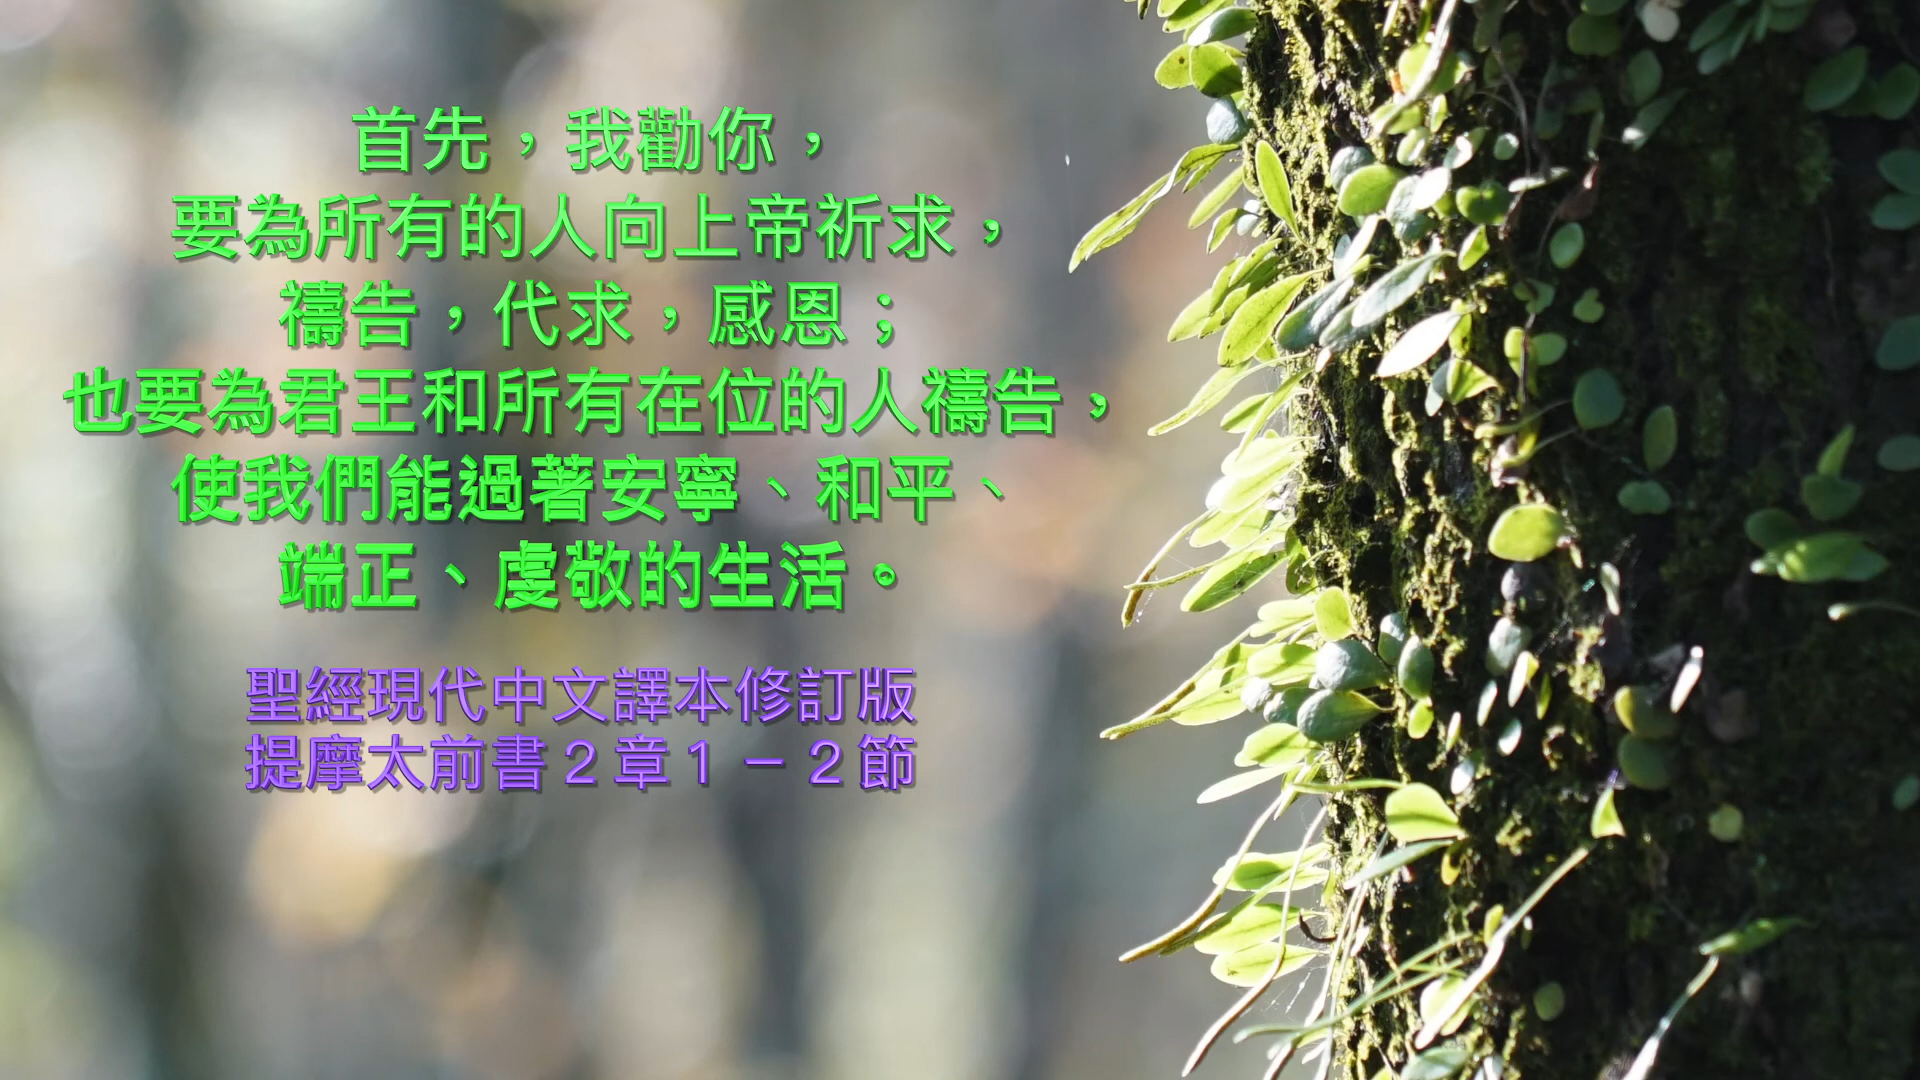 首先，我勸你，
要為所有的人向上帝祈求，
禱告，代求，感恩；
也要為君王和所有在位的人禱告，
使我們能過著安寧、和平、
端正、虔敬的生活。
聖經現代中文譯本修訂版
提摩太前書２章１－２節